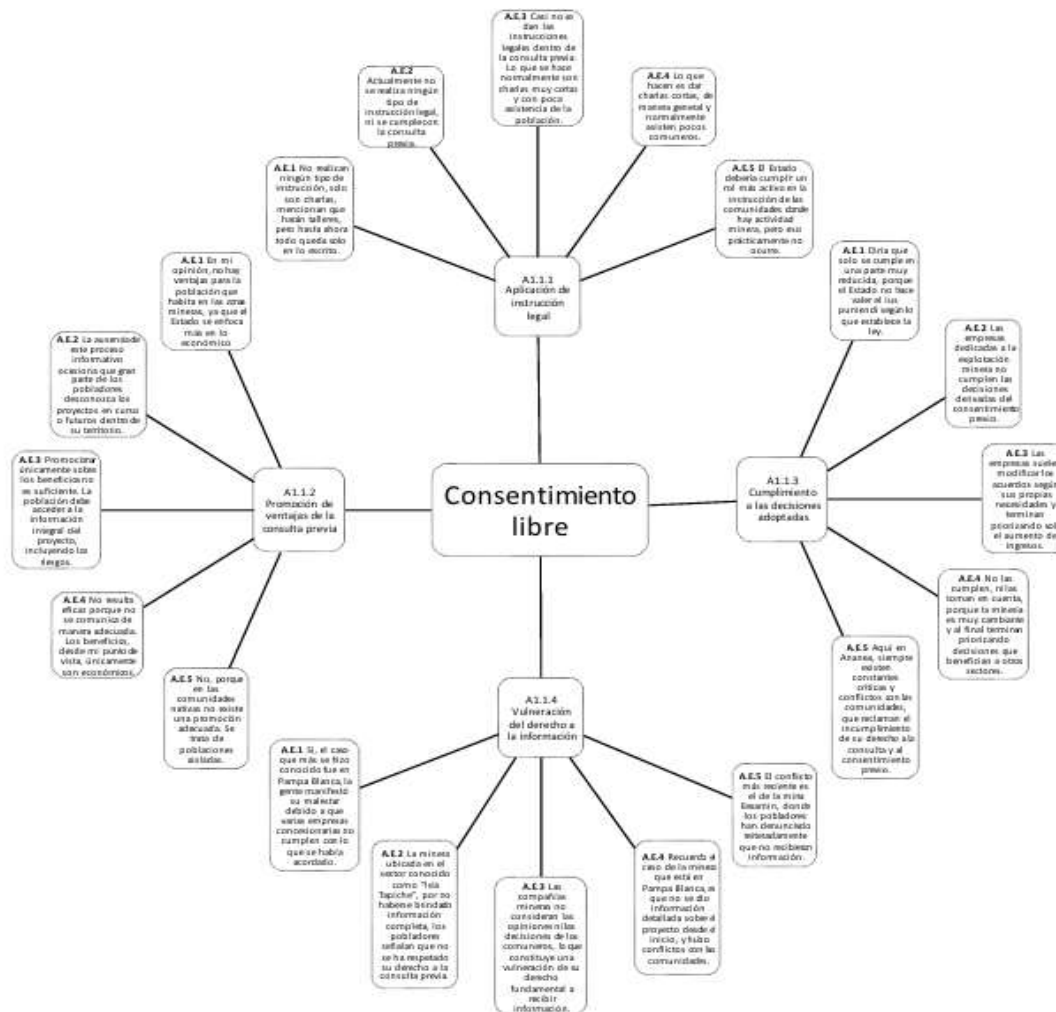 A.E.3 Casi no se
dan las
instrucciones
legales dentro de
la consulta previa.
Lo que se hace
normalmente son
charlas muy cortas
y con poca
asistencia de la
población.
A.E.2
Actualmente no
se realiza ningún
tipo de
instrucción legal,
ni se cumple con
la consulta
previa.
A.E.4 Lo que
hacen es dar
charlas cortas, de
manera general y
normalmente
asisten pocos
comuneros.
A.E.1 No realizan
ningún tipo de
instrucción, solo
son charlas,
mencionan que
harán talleres,
pero hasta ahora
todo queda solo
en lo escrito.
A.E.5 El Estado
debería cumplir un
rol más activo en la
instrucción de las
comunidades donde
hay actividad
minera, pero eso
prácticamente no
ocurre.
A1.1.1
Aplicación de
instrucción
legal
A.E.1 En mi
opinión, no hay
ventajas para la
población que
habita en las zonas
mineras, ya que el
Estado se enfoca
más en lo
económico
A.E.2 La ausencia de
este proceso
informativo
ocasiona que gran
parte de los
pobladores
desconozca los
proyectos en curso
o futuros dentro de
su territorio.
A.E.3 Promocionar
únicamente sobre
los beneficios no es
suficiente. La
población debe
acceder a la
información
integral del
proyecto,
incluyendo los
riesgos.
A.E.4 No resulta
eficaz porque no
se comunica de
manera adecuada.
Los beneficios,
desde mi punto de
vista, únicamente
son económicos.
A.E.5 No, porque
en las
comunidades
nativas no existe
una promoción
adecuada. Se
trata de
poblaciones
aisladas.
A1.1.2
Promoción de
ventajas de la
consulta previa
Consentimiento
libre
A1.1.3
Cumplimiento
a las decisiones
adoptadas
A.E.1 Diría que
solo se cumple en
una parte muy
reducida, porque
el Estado no hace
valer el ius
puniendi según lo
que establece la
ley.
A.E.2 Las
empresas
dedicadas a la
explotación
minera no
cumplen las
decisiones
derivadas del
consentimiento
previo.
A.E.3 Las
empresas suelen
modificar los
acuerdos según
sus propias
necesidades y
terminan
priorizando solo
el aumento de
ingresos.
A.E.4 No las
cumplen, ni las
toman en cuenta,
porque la minería
es muy cambiante
y al final terminan
priorizando
decisiones que
benefician a otros
sectores.
A.E.5 Aquí en
Ananea, siempre
existen
constantes
críticas y
conflictos con las
comunidades,
que reclaman el
incumplimiento
de su derecho a la
consulta y al
consentimiento
previo.
A1.1.4
Vulneración
del derecho a
la información
A.E.1 Sí, el caso
que más se hizo
conocido fue en
Pampa Blanca, la
gente manifestó
su malestar
debido a que
varias empresas
concesionarias no
cumplen con lo
que se había
acordado.
A.E.2 La minera
ubicada en el
sector conocido
como "Isla
Tapiche", por no
haberse brindado
información
completa, los
pobladores
señalan que no
se ha respetado
su derecho a la
consulta previa.
A.E.3 Las
compañías
mineras no
consideran las
opiniones ni las
decisiones de los
comuneros, lo que
constituye una
vulneración de su
derecho
fundamental a
recibir
información.
A.E.4 Recuerdo el
caso de la minera
que está en
Pampa Blanca, es
que no se dio
información
detallada sobre el
proyecto desde el
inicio, y hubo
conflictos con las
comunidades.
A.E.5 El conflicto
más reciente es
el de la mina
donde
los pobladores
han denunciado
reiteradamente
que no recibieron
información.